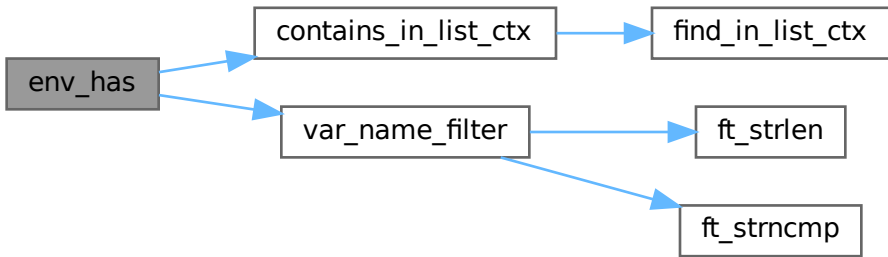 env_has
contains_in_list_ctx
find_in_list_ctx
var_name_filter
ft_strlen
ft_strncmp